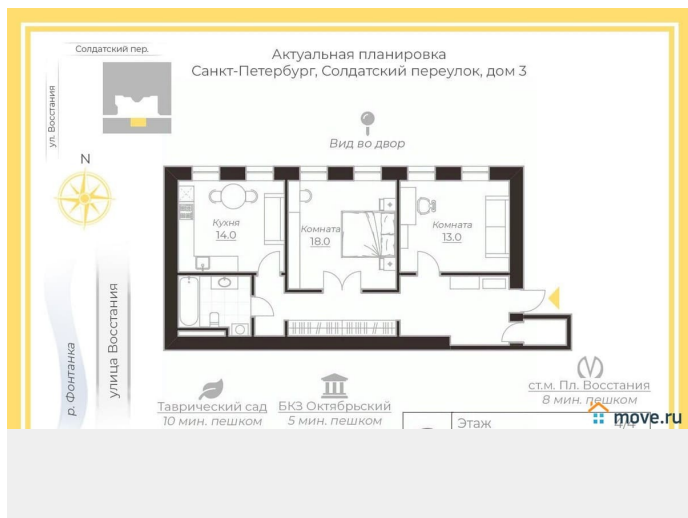 Солдатский пер.
Актуальная планировка
Санкт-Петербург, Солдатский переулок, дом 3
ул. Восстания
Вид во двор
N
Кухня
14.0
Комната
18.0
Комната
13.0
улица Восстания
р. Фонтанка
Таврический сад
10 мин. пешком
БКЗ Октябрьский
5 мин. пешком
ст.м. Пл. Восстания
8 мин. пешком
Этаж
4/4
move.ru